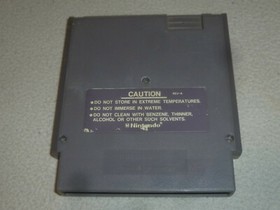 CAUTION
•DO NOT STORE IN EXTREME TEMPERATURES.
•DO NOT IMMERSE IN WATER.
•DO NOT CLEAN WITH BENZENE, THINNER,
ALCOHOL OR OTHER SUCH SOLVENTS.
Nintendo